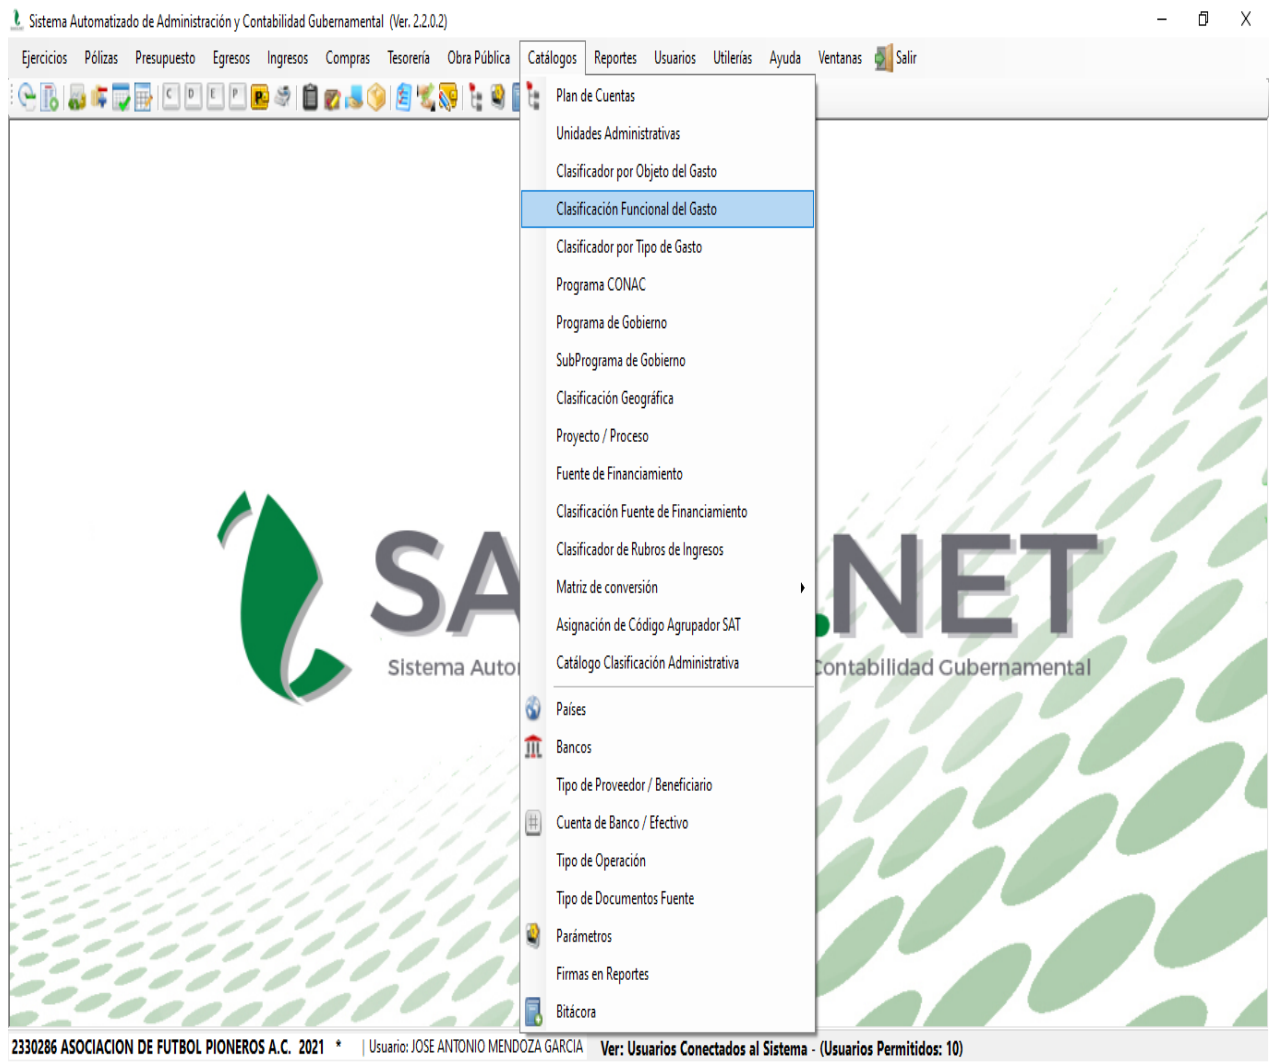 Sistema Automatizado de Administración y Contabilidad Gubernamental (Ver. 2.2.0.2)
Ejercicios Pólizas Presupuesto Egresos Ingresos Compras Tesorería Obra Pública Catálogos Reportes Usuarios Utilerías Ayuda Ventanas Salir
C D E P P
Plan de Cuentas
Unidades Administrativas
Clasificador por Objeto del Gasto
Clasificación Funcional del Gasto
Clasificador por Tipo de Gasto
Programa CONAC
Programa de Gobierno
SubPrograma de Gobierno
Clasificación Geográfica
Proyecto / Proceso
Fuente de Financiamiento
Clasificación Fuente de Financiamiento
Clasificador de Rubros de Ingresos
Matriz de conversión
Asignación de Código Agrupador SAT
Catálogo Clasificación Administrativa
Países
Bancos
Tipo de Proveedor / Beneficiario
Cuenta de Banco / Efectivo
Tipo de Operación
Tipo de Documentos Fuente
Parámetros
Firmas en Reportes
Bitácora
SA .NET
Sistema Autor Contabilidad Gubernamental
2330286 ASOCIACION DE FUTBOL PIONEROS A.C. 2021 * | Usuario: JOSE ANTONIO MENDOZA GARCIA Ver: Usuarios Conectados al Sistema - (Usuarios Permitidos: 10)